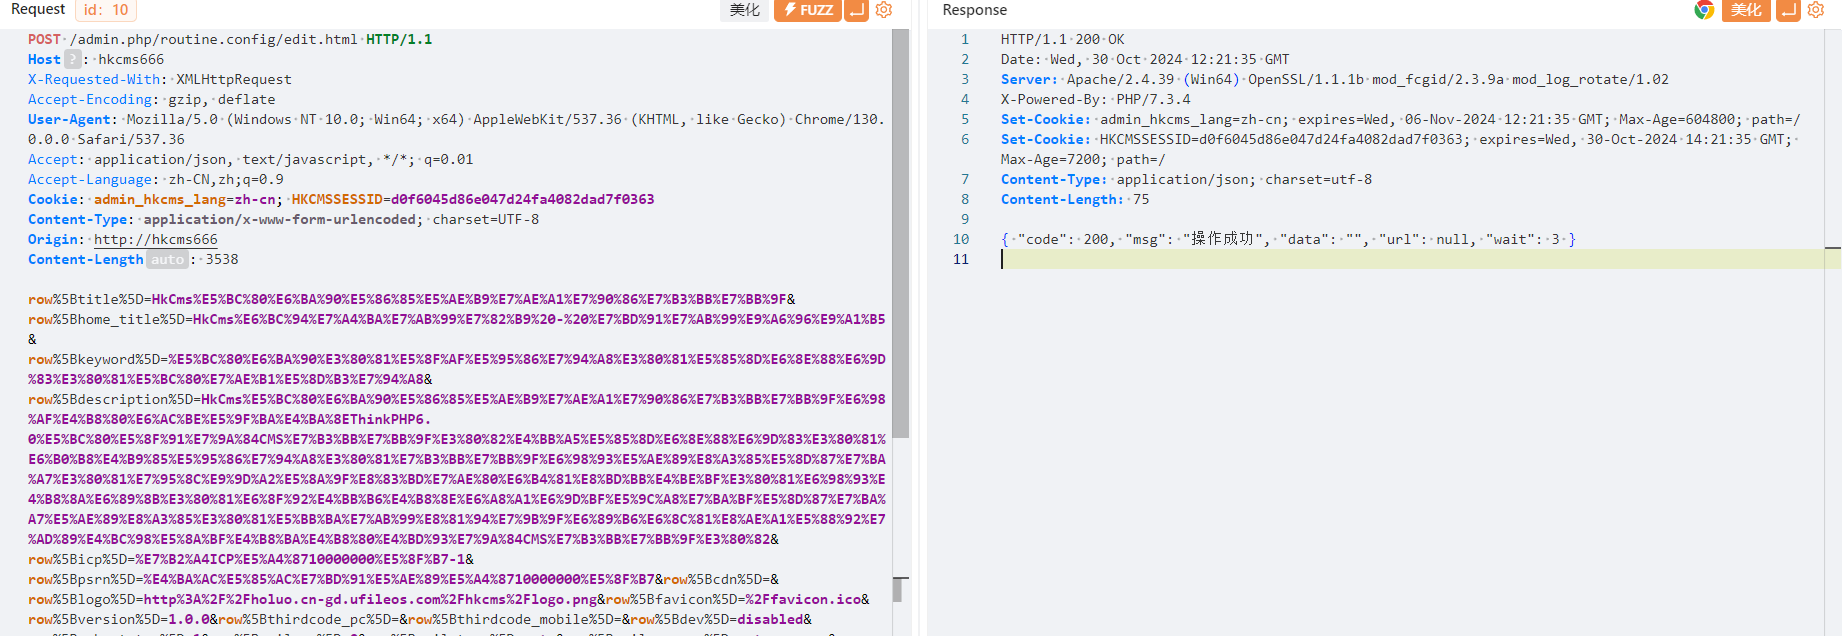 Request id: 10 美化 FUZZ
POST /admin.php/routine.config/edit.html HTTP/1.1
Host ? : hkcms666
X-Requested-With: XMLHttpRequest
Accept-Encoding: gzip, deflate
User-Agent: Mozilla/5.0 (Windows NT 10.0; Win64; x64) AppleWebKit/537.36 (KHTML, like Gecko) Chrome/130.
0.0.0 Safari/537.36
Accept: application/json, text/javascript, */*; q=0.01
Accept-Language: zh-CN,zh;q=0.9
Cookie: admin_hkcms_lang=zh-cn; HKCMSSESSID=d0f6045d86e047d24fa4082dad7f0363
Content-Type: application/x-www-form-urlencoded; charset=UTF-8
Origin: http://hkcms666
Content-Length auto : 3538
row%5Btitle%5D=HkCms%E5%BC%80%E6%BA%90%E5%86%85%E5%AE%B9%E7%AE%A1%E7%90%86%E7%B3%BB%E7%BB%9F&
row%5Bhome_title%5D=HkCms%E6%BC%94%E7%A4%BA%E7%AB%99%E7%82%B9%20-%20%E7%BD%91%E7%AB%99%E9%A6%96%E9%A1%B5
&
row%5Bkeyword%5D=%E5%BC%80%E6%BA%90%E3%80%81%E5%8F%AF%E5%95%86%E7%94%A8%E3%80%81%E5%85%8D%E6%8E%88%E6%9D
%83%E3%80%81%E5%BC%80%E7%AE%B1%E5%8D%B3%E7%94%A8&
row%5Bdescription%5D=HkCms%E5%BC%80%E6%BA%90%E5%86%85%E5%AE%B9%E7%AE%A1%E7%90%86%E7%B3%BB%E7%BB%9F%E6%98
%AF%E4%B8%80%E6%AC%BE%E5%9F%BA%E4%BA%8EThinkPHP6.
0%E5%BC%80%E5%8F%91%E7%9A%84CMS%E7%B3%BB%E7%BB%9F%E3%80%82%E4%BB%A5%E5%85%8D%E6%8E%88%E6%9D%83%E3%80%81%
E6%B0%B8%E4%B9%85%E5%95%86%E7%94%A8%E3%80%81%E7%B3%BB%E7%BB%9F%E6%98%93%E5%AE%89%E8%A3%85%E5%8D%87%E7%BA
%A7%E3%80%81%E7%95%8C%E9%9D%A2%E5%8A%9F%E8%83%BD%E7%AE%80%E6%B4%81%E8%BD%BB%E4%BE%BF%E3%80%81%E6%98%93%E
4%B8%8A%E6%89%8B%E3%80%81%E6%8F%92%E4%BB%B6%E4%B8%8E%E6%A8%A1%E6%9D%BF%E5%9C%A8%E7%BA%BF%E5%8D%87%E7%BA%
A7%E5%AE%89%E8%A3%85%E3%80%81%E5%BB%BA%E7%AB%99%E8%81%94%E7%9B%9F%E6%89%B6%E6%8C%81%E8%AE%A1%E5%88%92%E7
%AD%89%E4%BC%98%E5%8A%BF%E4%B8%BA%E4%B8%80%E4%BD%93%E7%9A%84CMS%E7%B3%BB%E7%BB%9F%E3%80%82&
row%5Bicp%5D=%E7%B2%A4ICP%E5%A4%8710000000%E5%8F%B7-1&
row%5Bpsrn%5D=%E4%BA%AC%E5%85%AC%E7%BD%91%E5%AE%89%E5%A4%8710000000%E5%8F%B7&row%5Bcdn%5D=&
row%5Blogo%5D=http%3A%2F%2Fholuo.cn-gd.ufileos.com%2Fhkcms%2Flogo.png&row%5Bfavicon%5D=%2Ffavicon.ico&
row%5Bversion%5D=1.0.0&row%5Bthirdcode_pc%5D=&row%5Bthirdcode_mobile%5D=&row%5Bdev%5D=disabled&
Response 美化
1 HTTP/1.1 200 OK
2 Date: Wed, 30 Oct 2024 12:21:35 GMT
3 Server: Apache/2.4.39 (Win64) OpenSSL/1.1.1b mod_fcgid/2.3.9a mod_log_rotate/1.02
4 X-Powered-By: PHP/7.3.4
5 Set-Cookie: admin_hkcms_lang=zh-cn; expires=Wed, 06-Nov-2024 12:21:35 GMT; Max-Age=604800; path=/
6 Set-Cookie: HKCMSSESSID=d0f6045d86e047d24fa4082dad7f0363; expires=Wed, 30-Oct-2024 14:21:35 GMT;
Max-Age=7200; path=/
7 Content-Type: application/json; charset=utf-8
8 Content-Length: 75
9
10 { "code": 200, "msg": "操作成功", "data": "", "url": null, "wait": 3 }
11